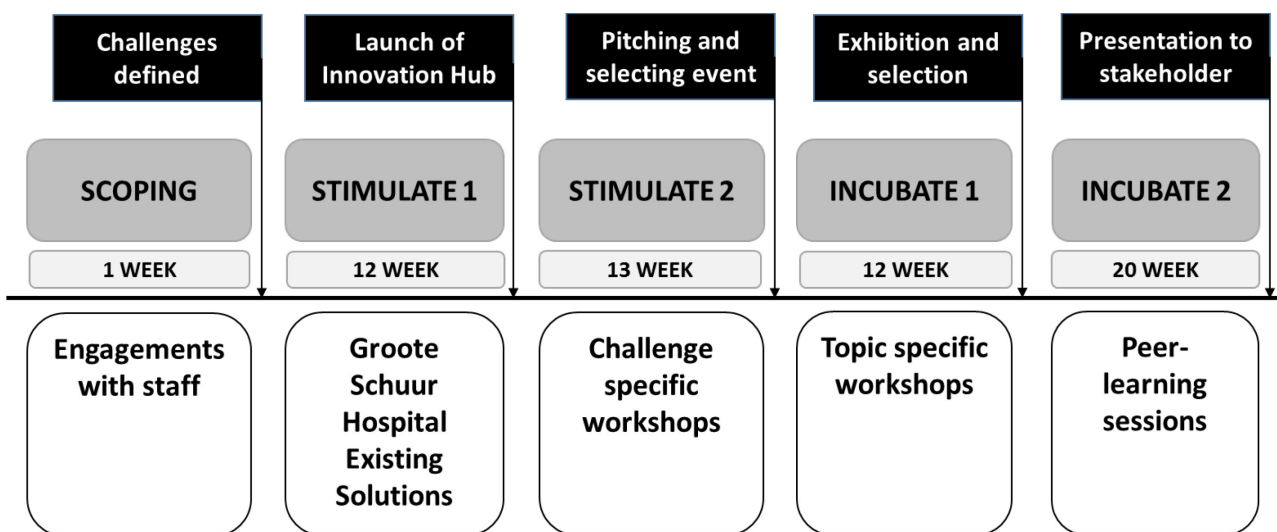 Challenges
defined
Launch of
Innovation Hub
Pitching and
selecting event
Exhibition and
selection
Presentation to
stakeholder
SCOPING
STIMULATE 1
STIMULATE 2
INCUBATE 1
INCUBATE 2
1 WEEK
12 WEEK
13 WEEK
12 WEEK
20 WEEK
Engagements
with staff
Groote
Schuur
Hospital
Existing
Solutions
Challenge
specific
workshops
Topic specific
workshops
Peer-
learning
sessions